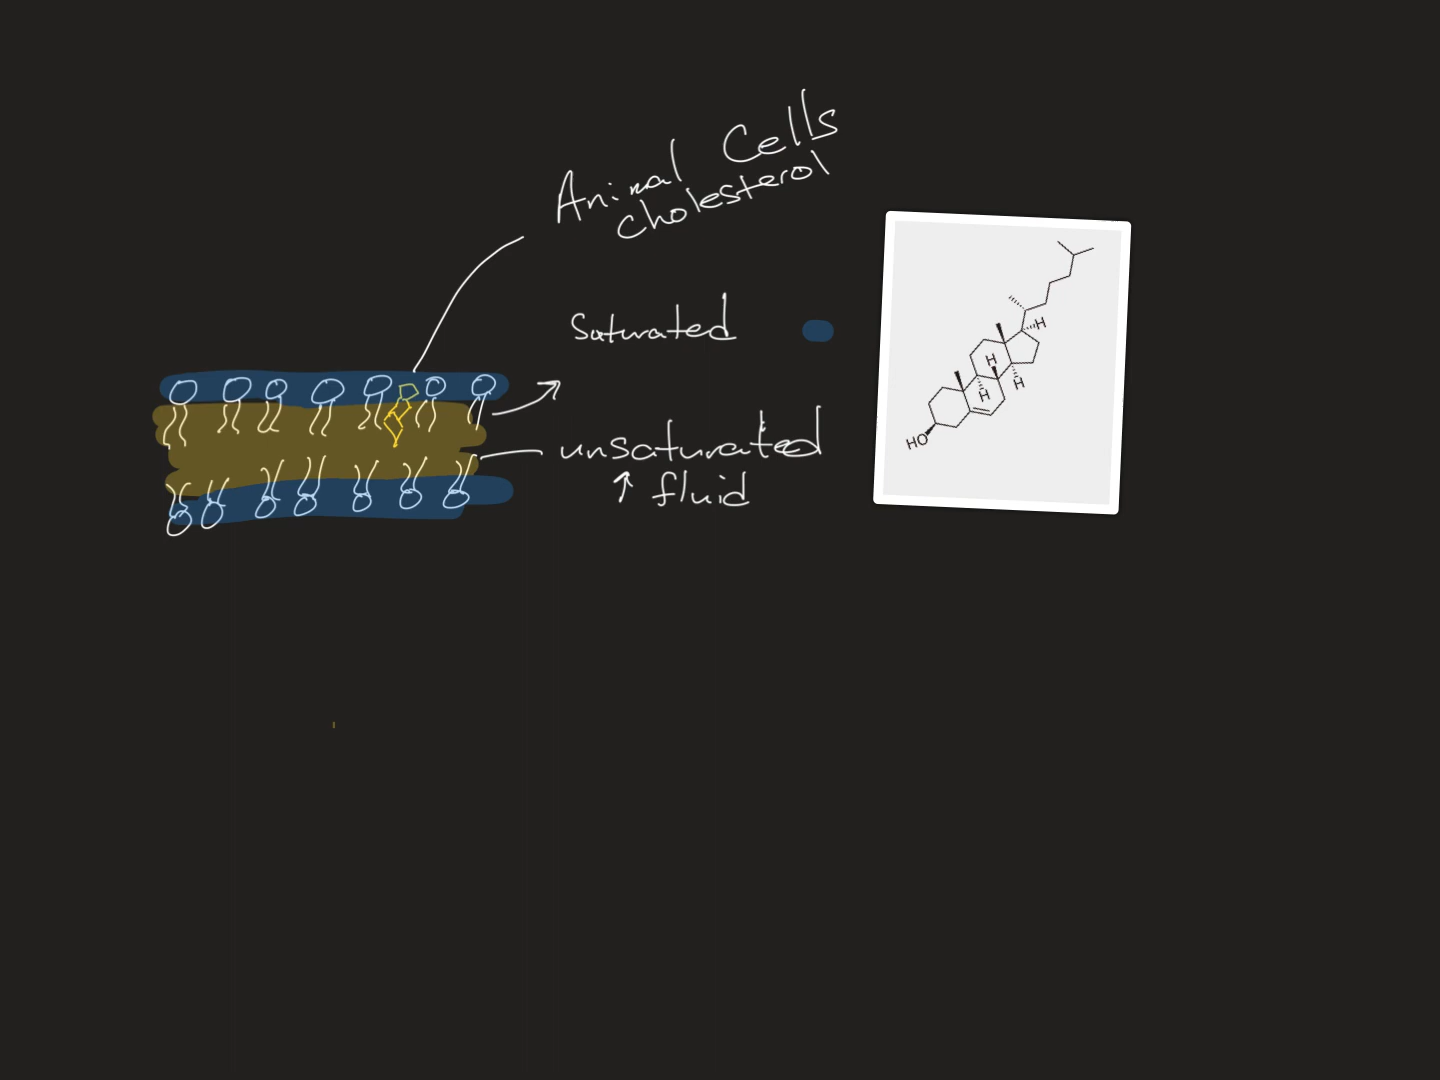 Animal Cells
cholesterol
Saturated
unsaturated
↑ fluid
H
H
H
H
HO